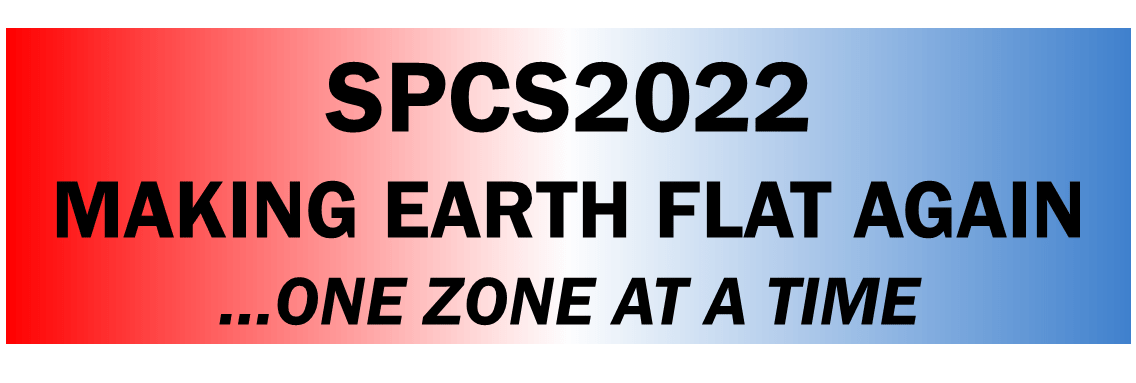 SPCS2022
MAKING EARTH FLAT AGAIN
...ONE ZONE AT A TIME